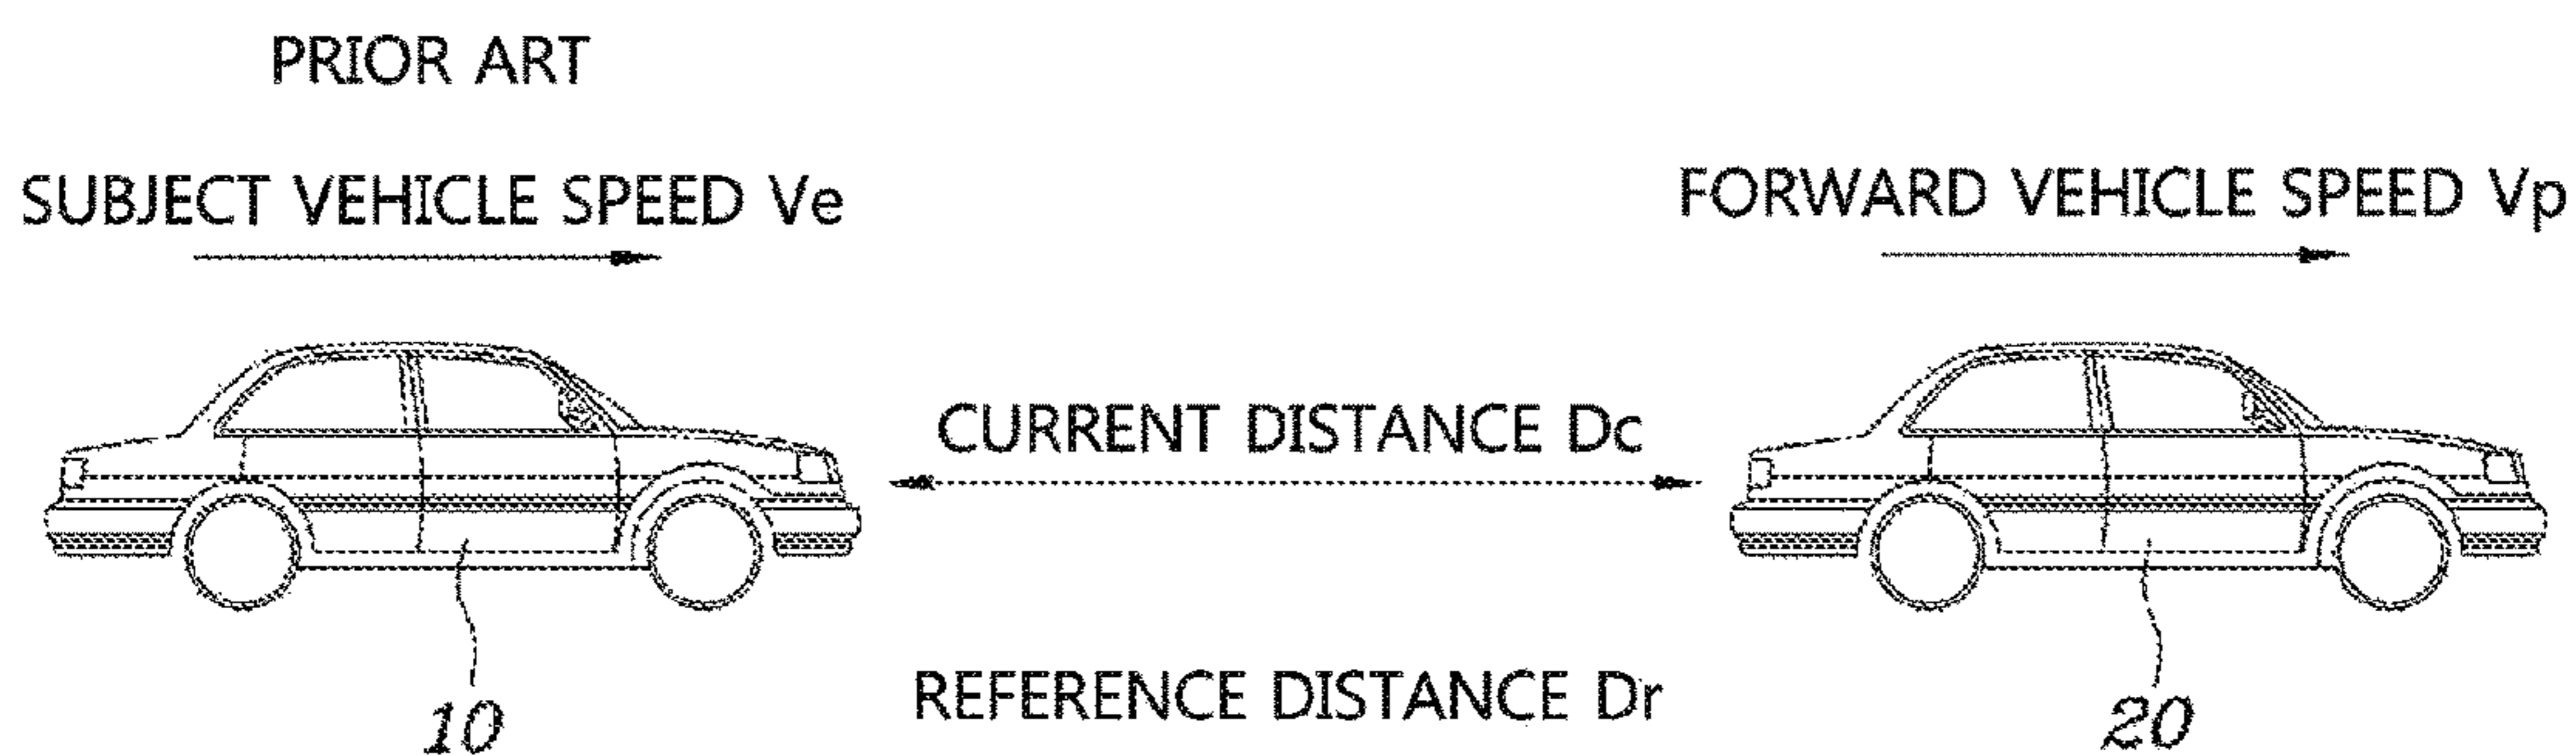 PRIOR ART
SUBJECT VEHICLE SPEED Ve
FORWARD VEHICLE SPEED Vp
CURRENT DISTANCE Dc
REFERENCE DISTANCE Dr
10
20